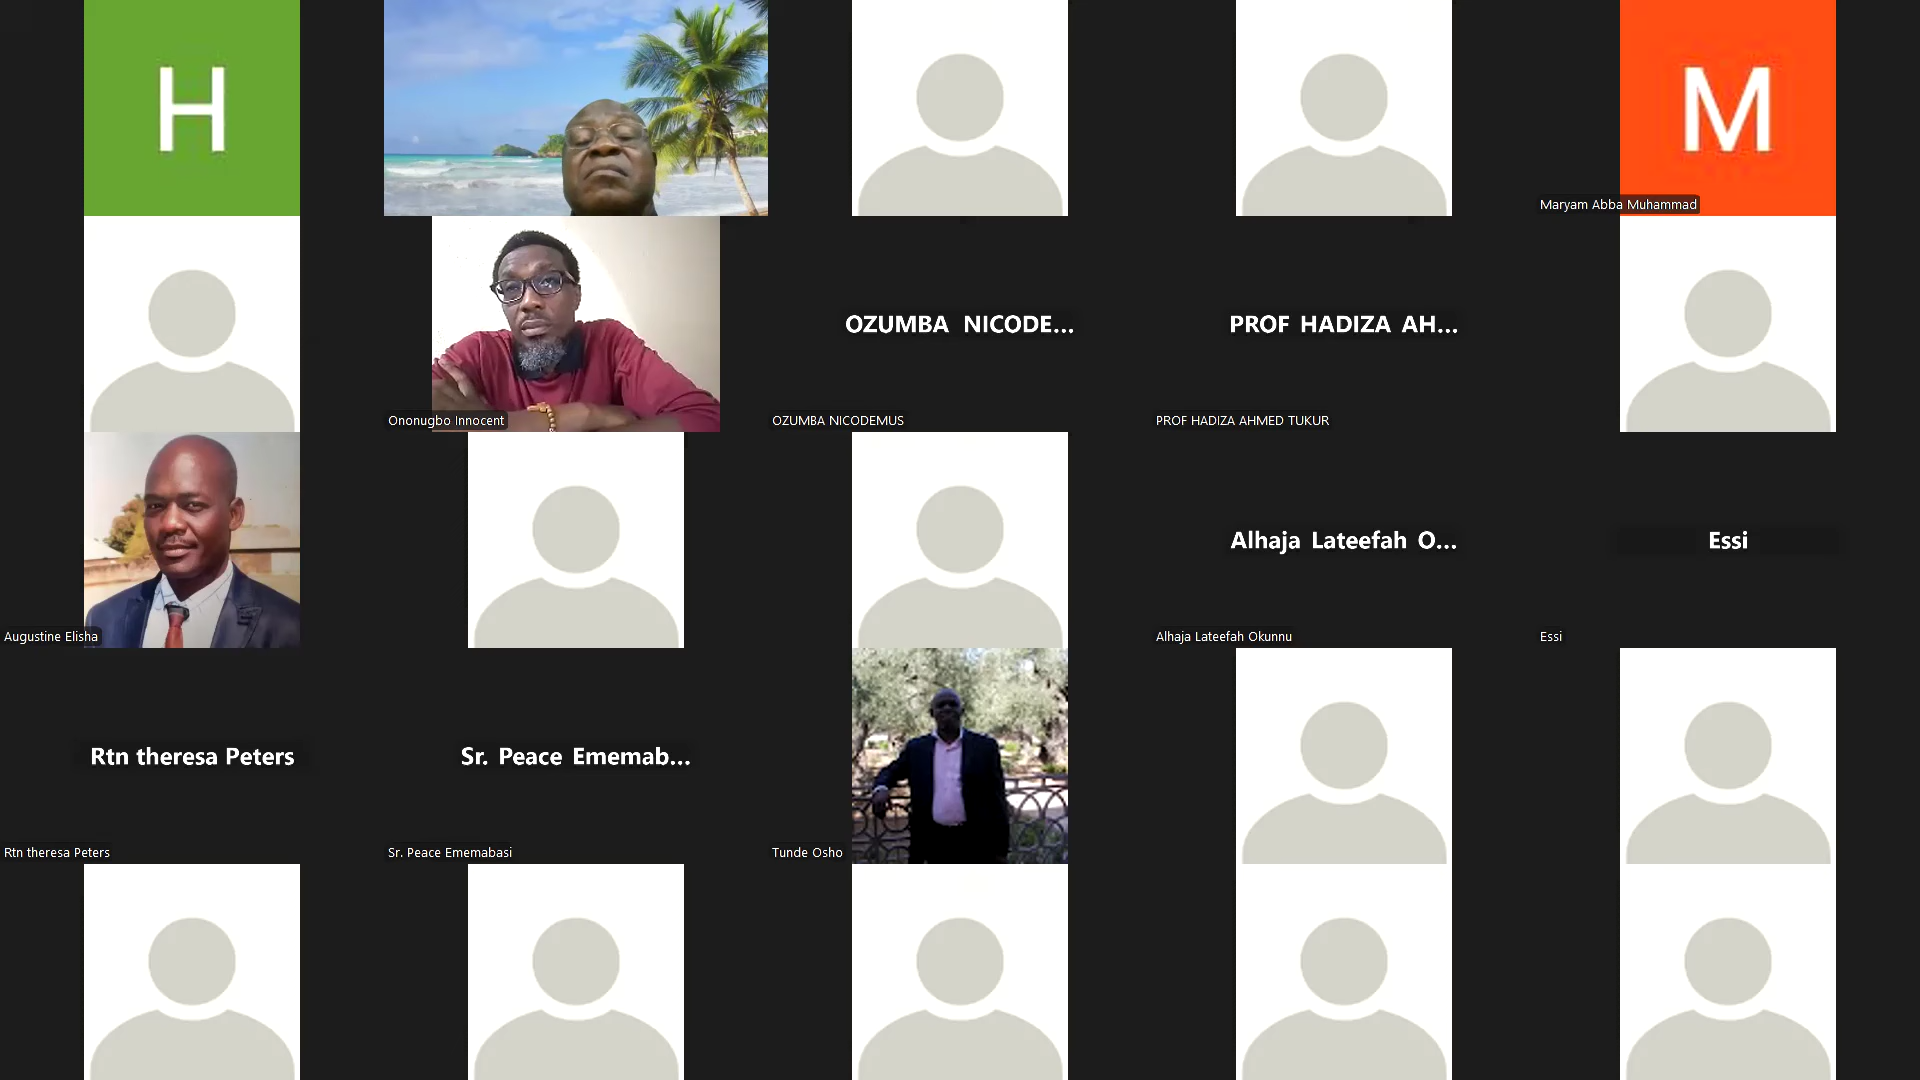 H
M
Maryam Abba Muhammad
OZUMBA NICODE...
PROF HADIZA AH...
Ononugbo Innocent
OZUMBA NICODEMUS
PROF HADIZA AHMED TUKUR
Alhaja Lateefah O...
Essi
Augustine Elisha
Alhaja Lateefah Okunnu
Essi
Rtn theresa Peters
Sr. Peace Ememab...
Rtn theresa Peters
Sr. Peace Ememabasi
Tunde Osho